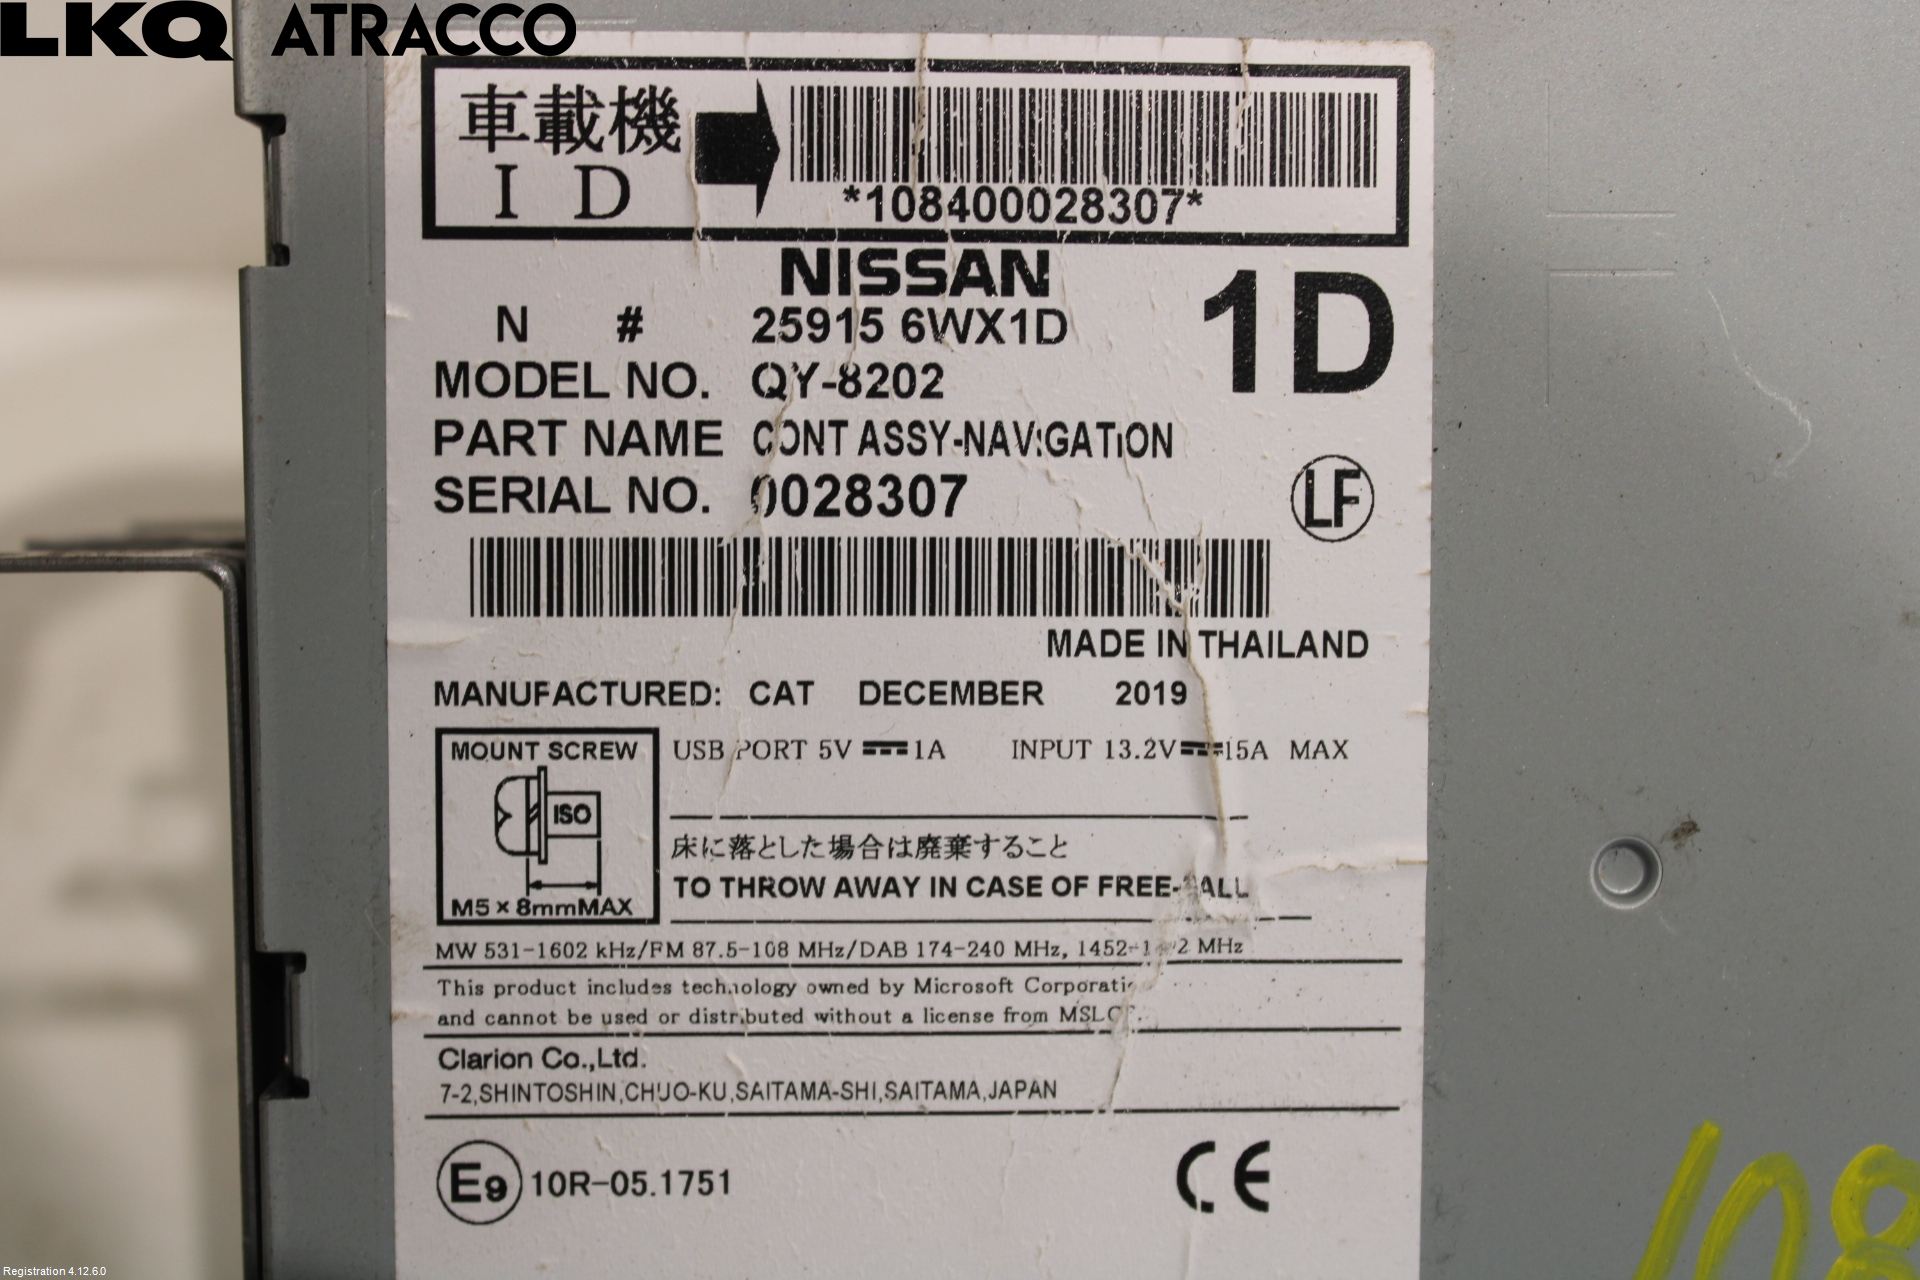 LKQ ATRACCO
車載機
ID
*108400028307*
NISSAN
1D
N # 25915 6WX1D
MODEL NO. QY-8202
PART NAME CONT ASSY-NAVIGATION
SERIAL NO. 0028307
LF
MADE IN THAILAND
MANUFACTURED: CAT DECEMBER 2019
MOUNT SCREW
ISO
M5×8mmMAX
USB PORT 5V 1A INPUT 13.2V 15A MAX
床に落とした場合は廃棄すること
TO THROW AWAY IN CASE OF FREE-FALL
MW 531-1602 kHz/FM 87.5-108 MHz/DAB 174-240 MHz, MHz
This product includes technology owned by Microsoft Corporatio
and cannot be used or distributed without a license from
Clarion Co.,Ltd.
7-2,SHINTOSHIN,CHUO-KU,SAITAMA-SHI,SAITAMA,JAPAN
E9 10R-05.1751
CE
108
Registration 4.12.6.0